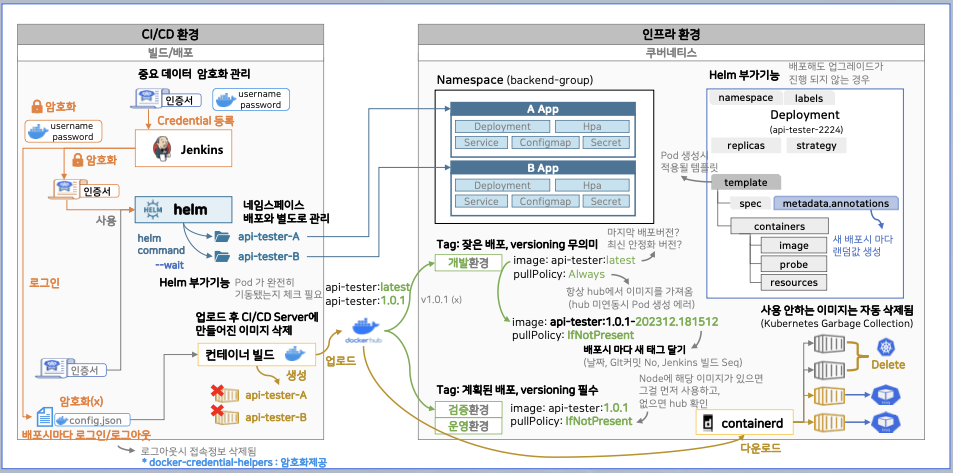 CI/CD 환경
빌드/배포
중요 데이터 암호화 관리
인증서
username
password
암호화
username
password
Credential 등록
Jenkins
암호화
인증서
사용
helm
HELM
네임스페이스
배포와 별도로 관리
helm
command
--wait
api-tester-A
api-tester-B
Helm 부가기능
Pod 가 완전히
기동됐는지 체크 필요
로그인
업로드 후 CI/CD Server에
만들어진 이미지 삭제
컨테이너 빌드
생성
api-tester-A
api-tester-B
인증서
암호화(x)
config.json
배포시마다 로그인/로그아웃
로그아웃시 접속정보 삭제됨
* docker-credential-helpers : 암호화제공
api-tester:latest
api-tester:1.0.1
v1.0.1 (x)
dockerhub
업로드
인프라 환경
쿠버네티스
Namespace (backend-group)
A App
Deployment
Hpa
Service
Configmap
Secret
B App
Deployment
Hpa
Service
Configmap
Secret
Tag: 잦은 배포, versioning 무의미
마지막 배포버전?
최신 안정화 버전?
개발환경
image: api-tester:latest
pullPolicy: Always
항상 hub에서 이미지를 가져옴
(hub 미연동시 Pod 생성 에러)
image: api-tester:1.0.1-202312.181512
pullPolicy: IfNotPresent
배포시 마다 새 태그 달기
(날짜, Git커밋 No, Jenkins 빌드 Seq)
Tag: 계획된 배포, versioning 필수
Node에 해당 이미지가 있으면
그걸 먼저 사용하고,
없으면 hub 확인
검증환경
운영환경
image: api-tester:1.0.1
pullPolicy: IfNotPresent
Helm 부가기능
배포해도 업그레이드가
진행 되지 않는 경우
namespace
labels
Deployment
(api-tester-2224)
replicas
strategy
Pod 생성시
적용될 템플릿
template
spec
metadata.annotations
containers
image
probe
resources
새 배포시 마다
랜덤값 생성
사용 안하는 이미지는 자동 삭제됨
(Kubernetes Garbage Collection)
Delete
containerd
다운로드